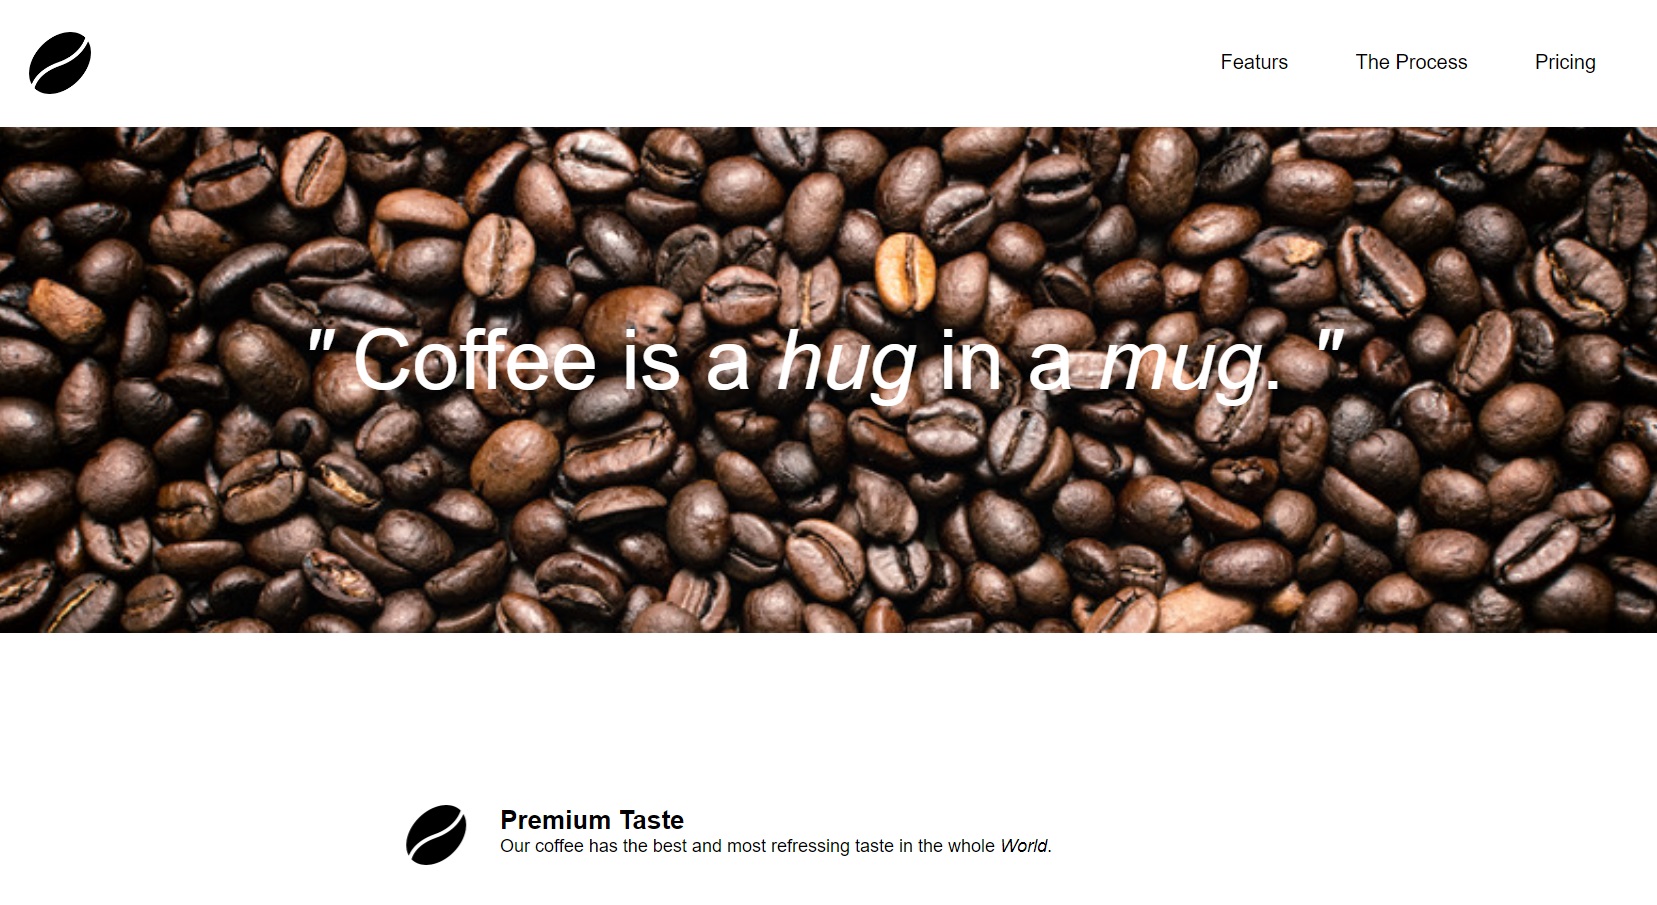 Featurs The Process Pricing
" Coffee is a hug in a mug. "
Premium Taste
Our coffee has the best and most refressing taste in the whole World.